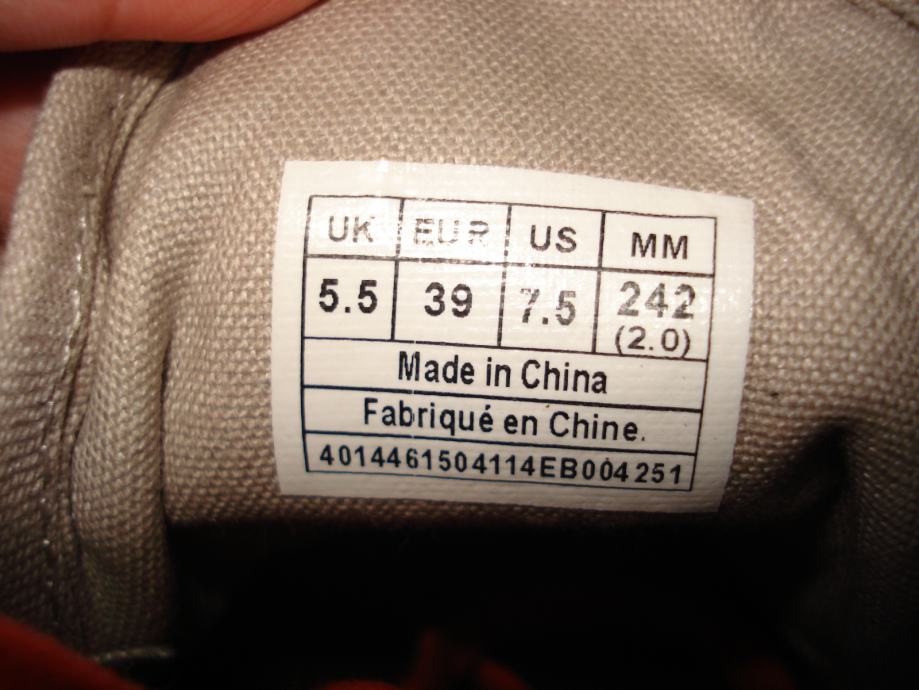 UK EUR US MM
5.5 39 7.5 242
(2.0)
Made in China
Fabriqué en Chine.
4014461504114EB004251